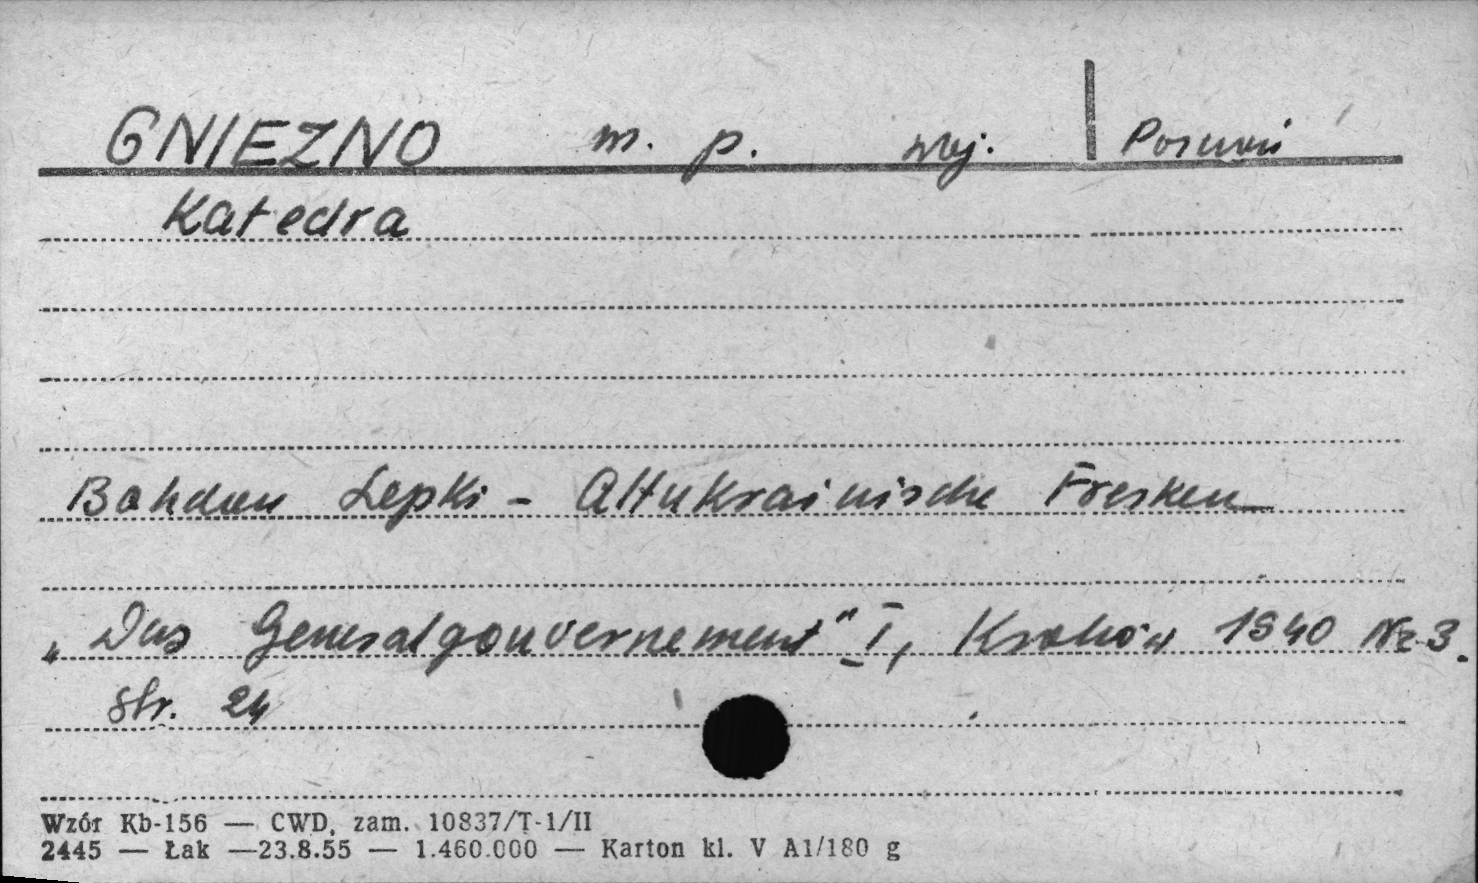 GNIEZNO m. p. woj. Poznań
Katedra
Bohdan Lepki - Altukrainische Fresken
„Das Generalgouvernement" I, Kraków 1940 Nr 3.
str. 24
Wzór Kb-156 — CWD, zam. 10837/T-1/II
2445 — Łak —23.8.55 — 1.460.000 — Karton kl. V A1/180 g